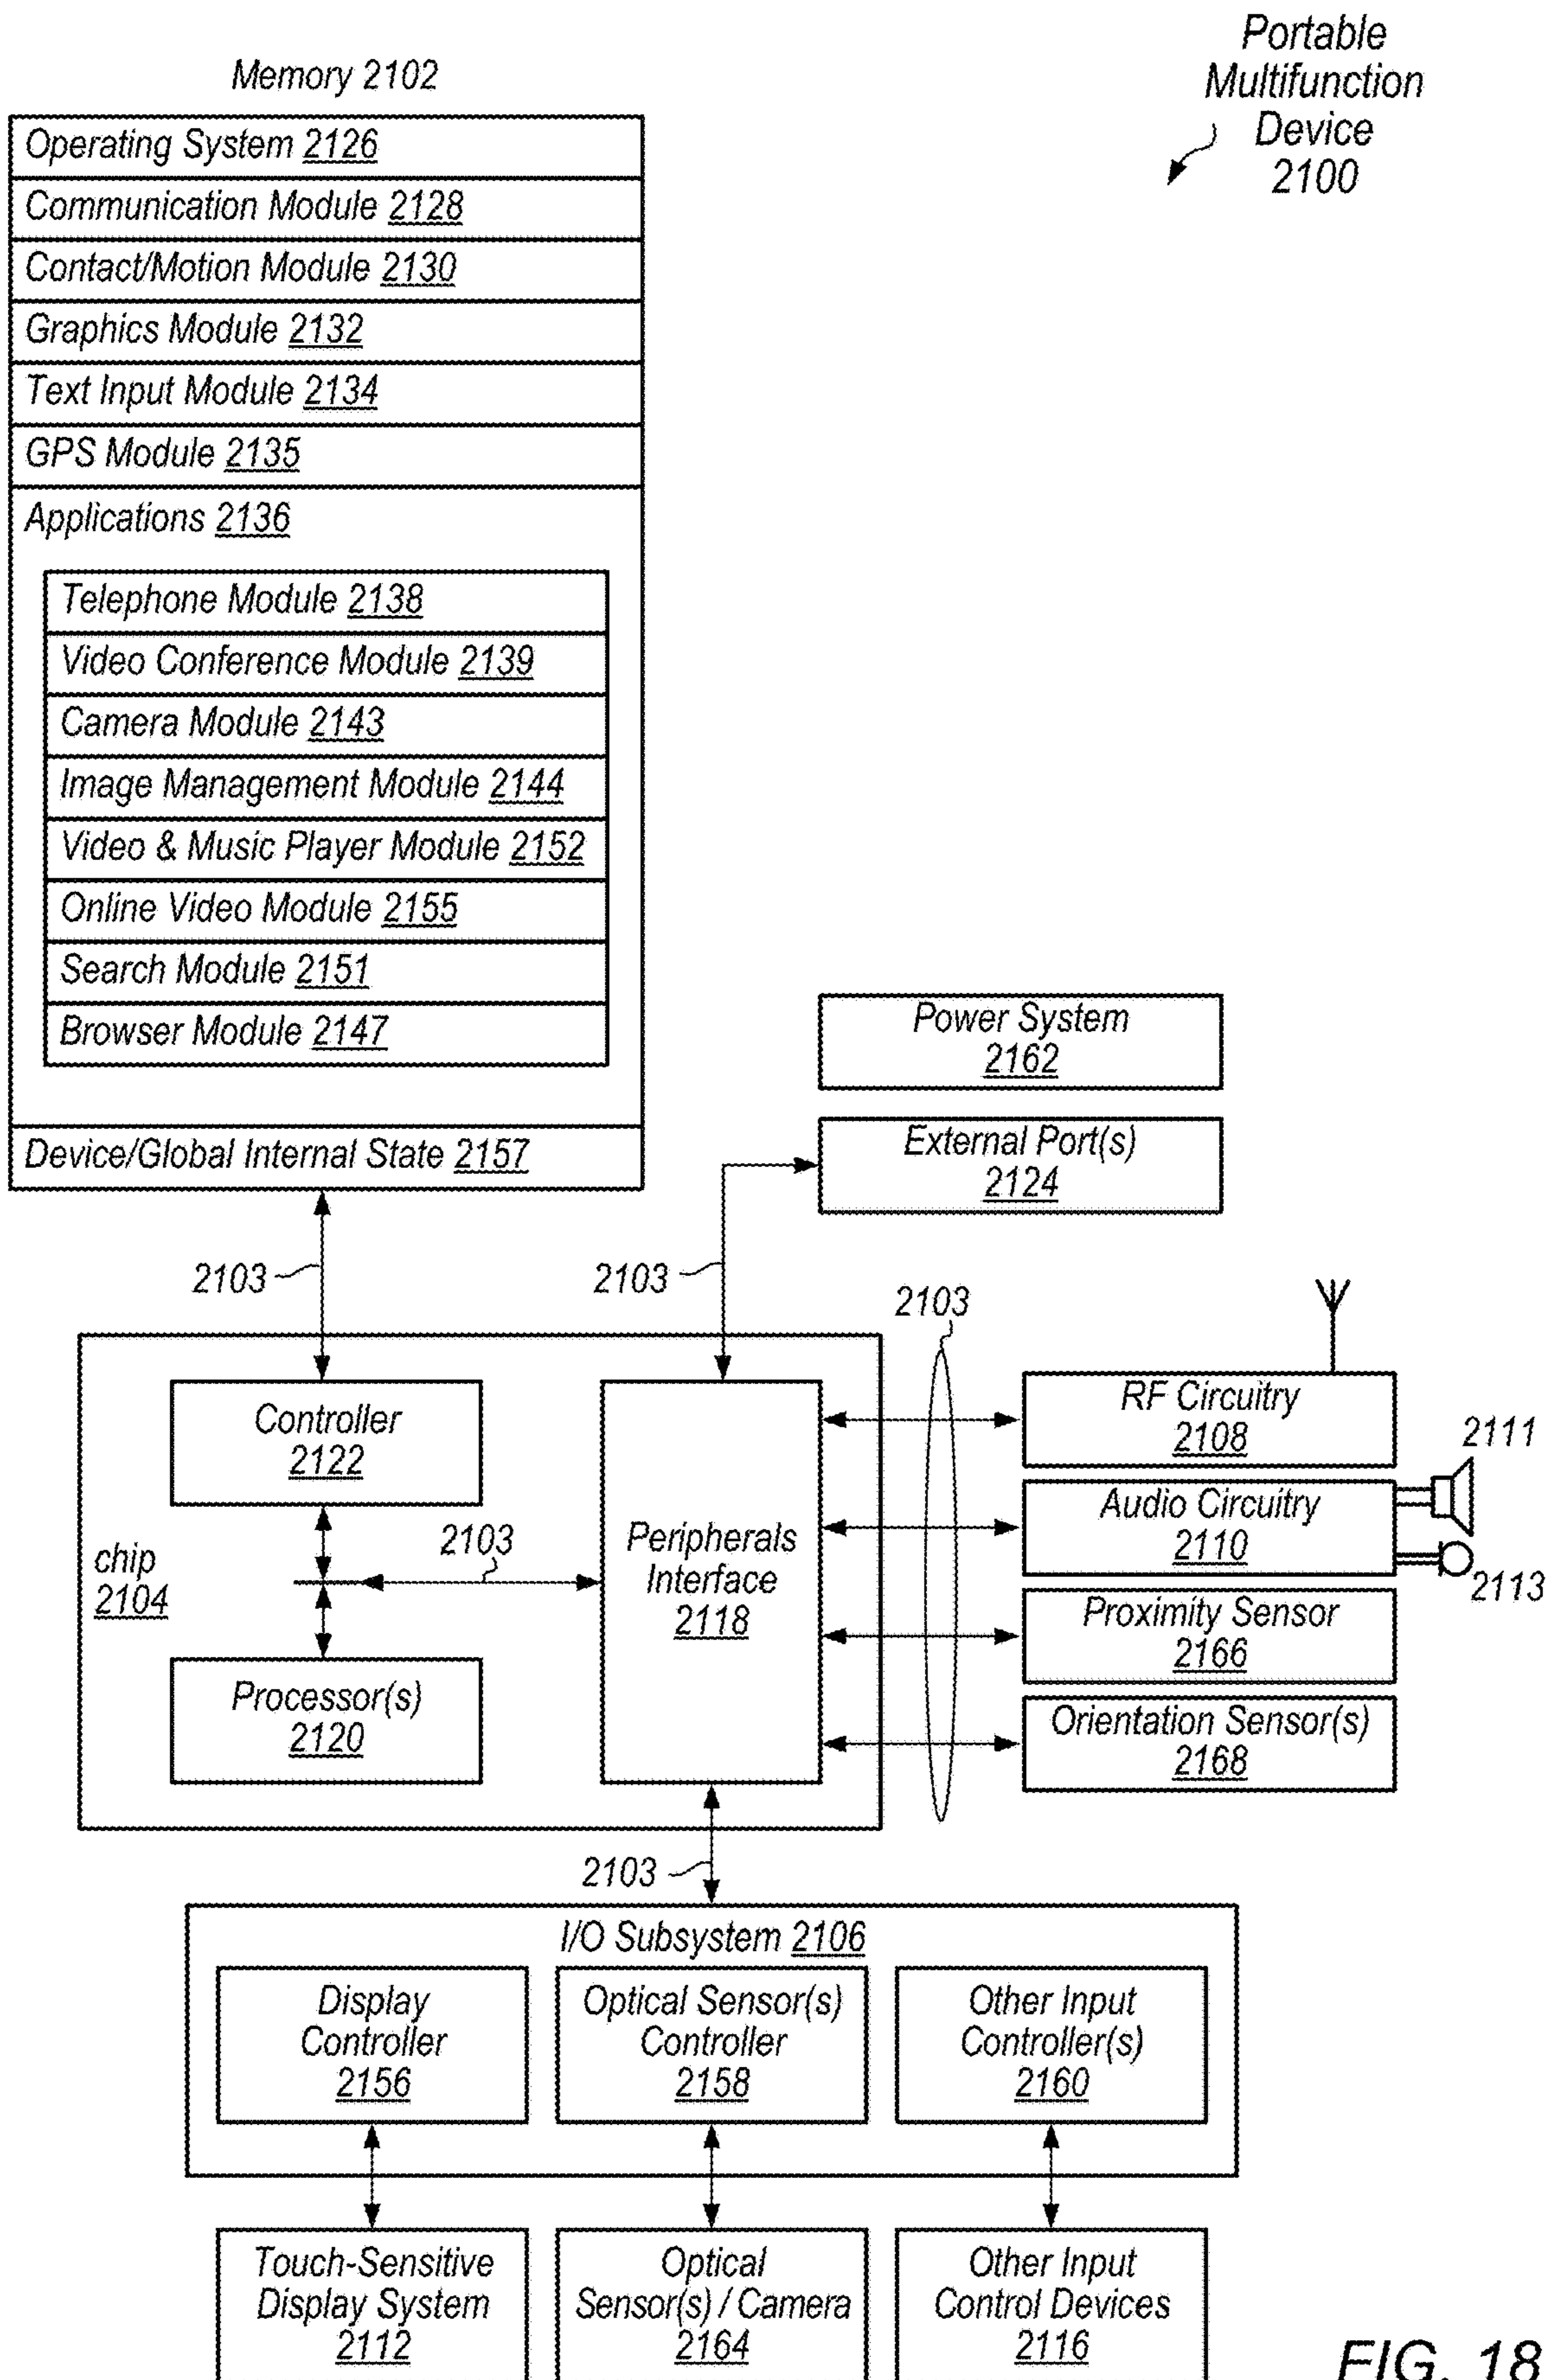 Portable
Multifunction
Device
2100
Memory 2102
Operating System 2126
Communication Module 2128
Contact/Motion Module 2130
Graphics Module 2132
Text Input Module 2134
GPS Module 2135
Applications 2136
Telephone Module 2138
Video Conference Module 2139
Camera Module 2143
Image Management Module 2144
Video & Music Player Module 2152
Online Video Module 2155
Search Module 2151
Browser Module 2147
Device/Global Internal State 2157
Power System
2162
External Port(s)
2124
2103
2103
2103
chip
2104
Controller
2122
2103
Processor(s)
2120
Peripherals
Interface
2118
RF Circuitry
2108
Audio Circuitry
2110
2111
2113
Proximity Sensor
2166
Orientation Sensor(s)
2168
2103
I/O Subsystem 2106
Display
Controller
2156
Optical Sensor(s)
Controller
2158
Other Input
Controller(s)
2160
Touch-Sensitive
Display System
2112
Optical
Sensor(s) / Camera
2164
Other Input
Control Devices
2116
FIG. 18